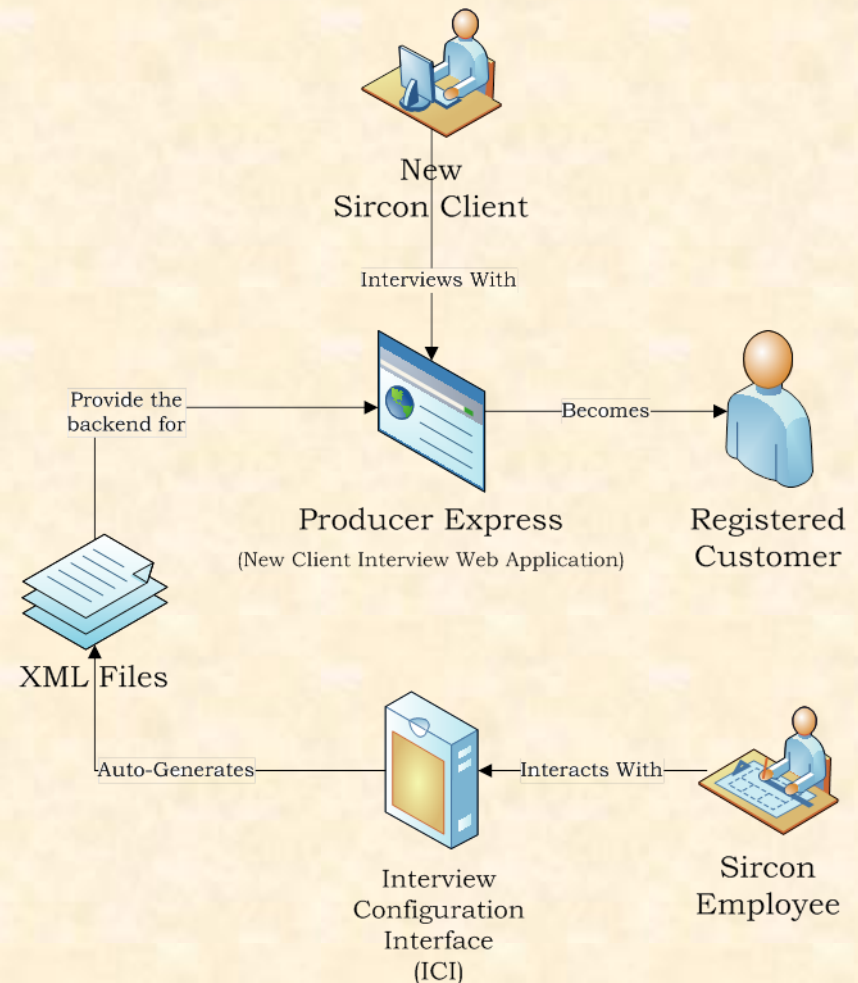 New
Sircon Client
Interviews With
Provide the
backend for
Becomes
Producer Express
(New Client Interview Web Application)
Registered
Customer
XML Files
Auto-Generates
Interacts With
Interview
Configuration
Interface
(ICI)
Sircon
Employee